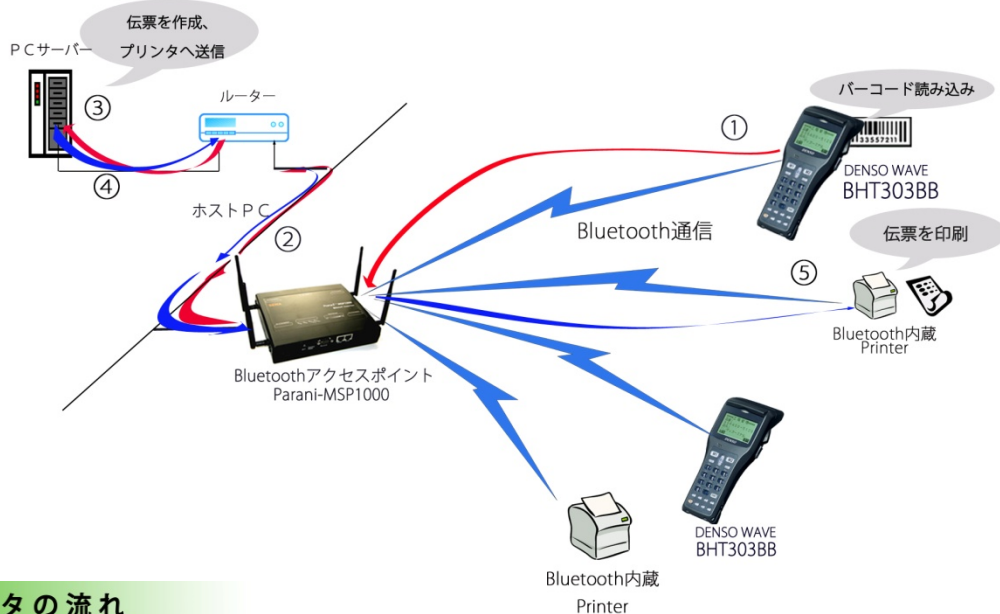 伝票を作成、
プリンタへ送信
PCサーバー
③
ルーター
④
ホストPC
②
①
バーコード読み込み
33557211
DENSO WAVE
BHT303BB
Bluetooth通信
伝票を印刷
⑤
Bluetooth内蔵
Printer
Bluetoothアクセスポイント
Parani-MSP1000
DENSO WAVE
BHT303BB
Bluetooth内蔵
Printer
タの流れ